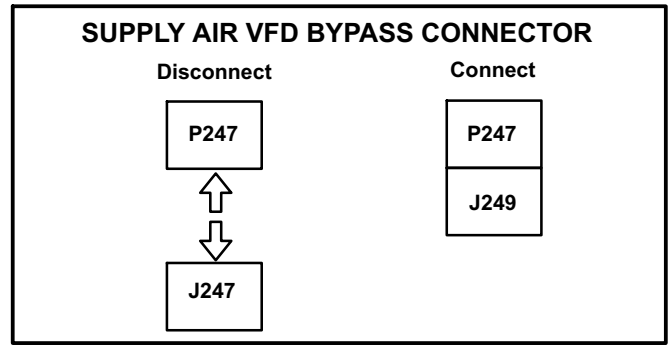 SUPPLY AIR VFD BYPASS CONNECTOR
Disconnect
P247
J247
Connect
P247
J249